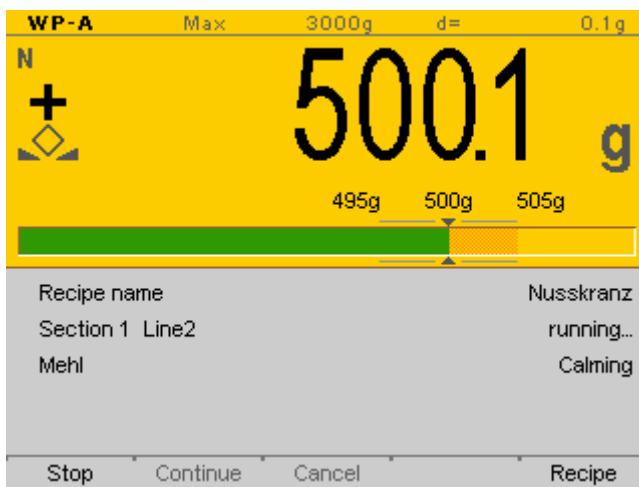 WP-A Max 3000g d= 0.1g
N
+ 500.1 g
495g 500g 505g
Recipe name Nusskranz
Section 1 Line2 running...
Mehl Calming
Stop Continue Cancel Recipe